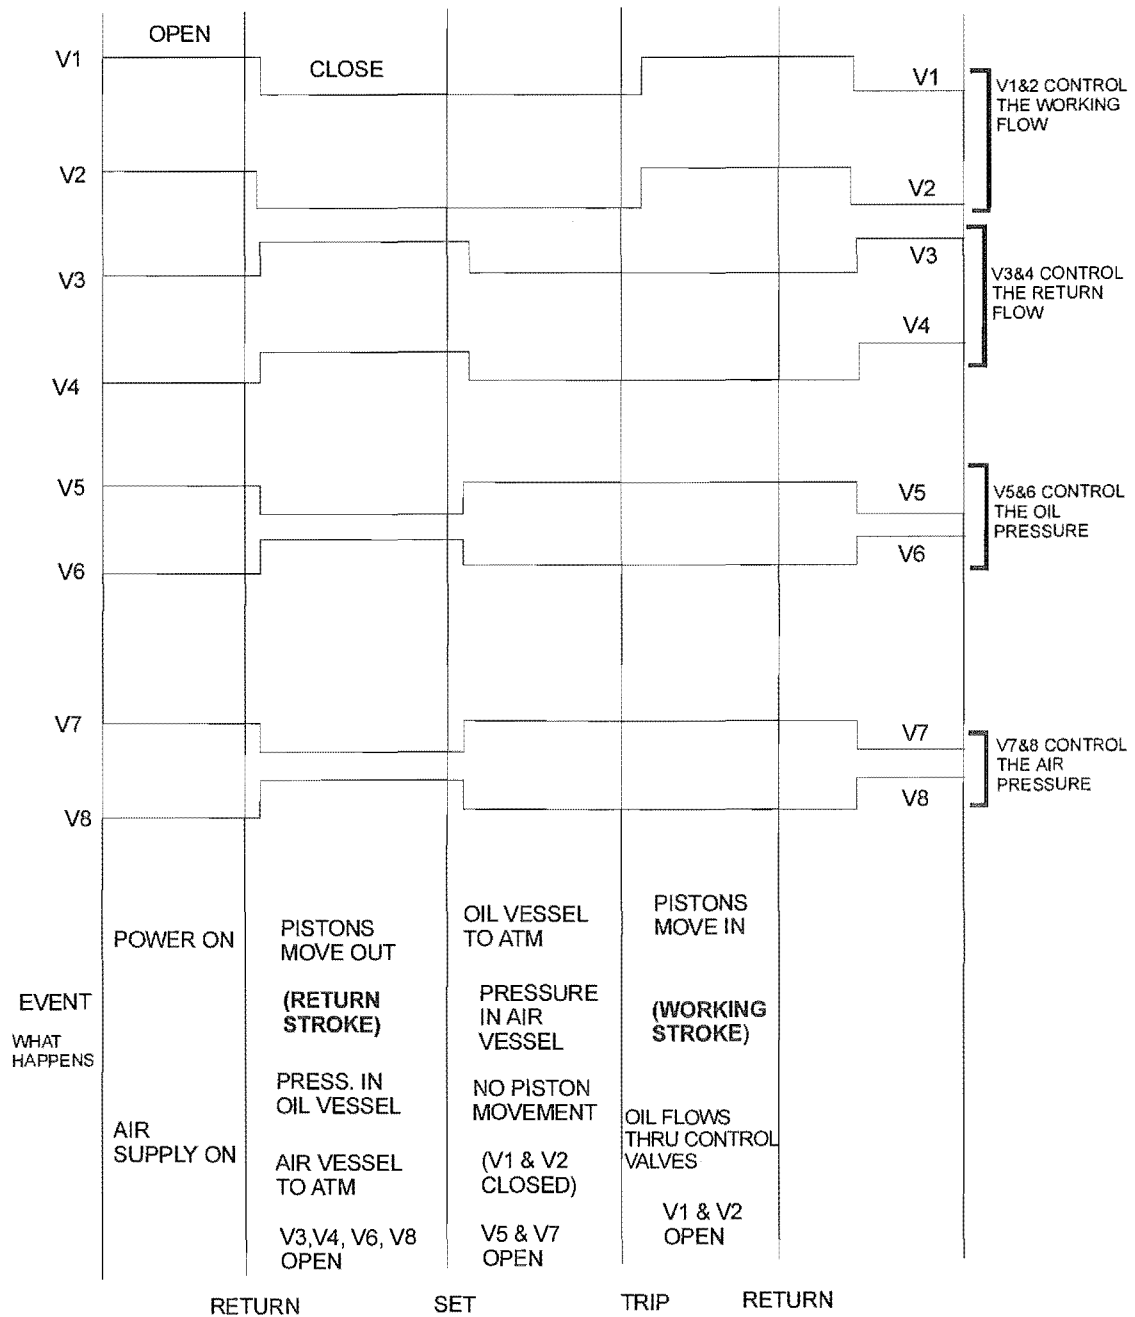 OPEN
V1
CLOSE
V1
V1&2 CONTROL
THE WORKING
FLOW
V2
V2
V3
V3
V3&4 CONTROL
THE RETURN
FLOW
V4
V4
V5
V5
V5&6 CONTROL
THE OIL
PRESSURE
V6
V6
V7
V7
V7&8 CONTROL
THE AIR
PRESSURE
V8
V8
EVENT
WHAT
HAPPENS
POWER ON
AIR
SUPPLY ON
PISTONS
MOVE OUT
(RETURN
STROKE)
PRESS. IN
OIL VESSEL
AIR VESSEL
TO ATM
V3,V4, V6, V8
OPEN
OIL VESSEL
TO ATM
PRESSURE
IN AIR
VESSEL
NO PISTON
MOVEMENT
(V1 & V2
CLOSED)
V5 & V7
OPEN
PISTONS
MOVE IN
(WORKING
STROKE)
OIL FLOWS
THRU CONTROL
VALVES
V1 & V2
OPEN
RETURN
SET
TRIP
RETURN